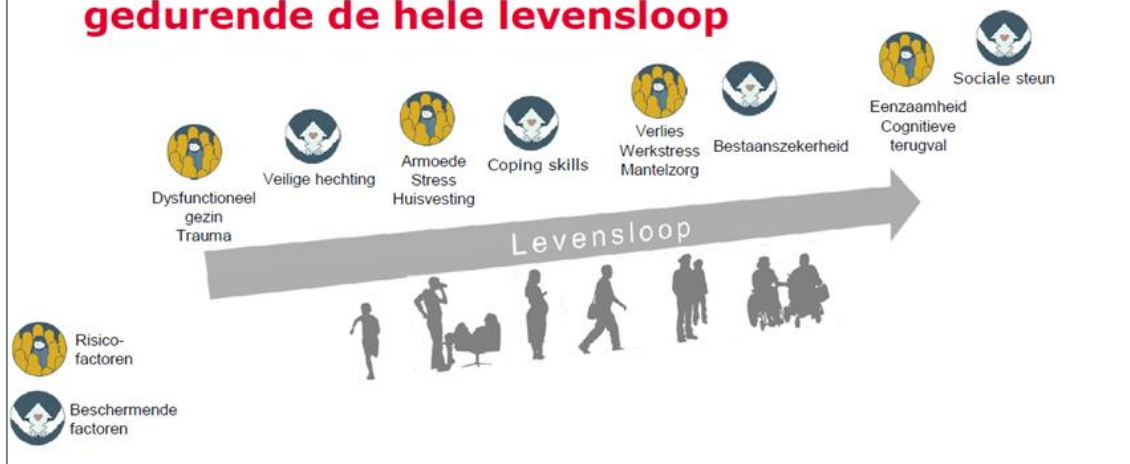 gedurende de hele levensloop
Dysfunctioneel
gezin
Trauma
Veilige hechting
Armoede
Stress
Huisvesting
Coping skills
Verlies
Werkstress
Mantelzorg
Bestaanszekerheid
Eenzaamheid
Cognitieve
terugval
Sociale steun
Levensloop
Risico-
factoren
Beschermende
factoren